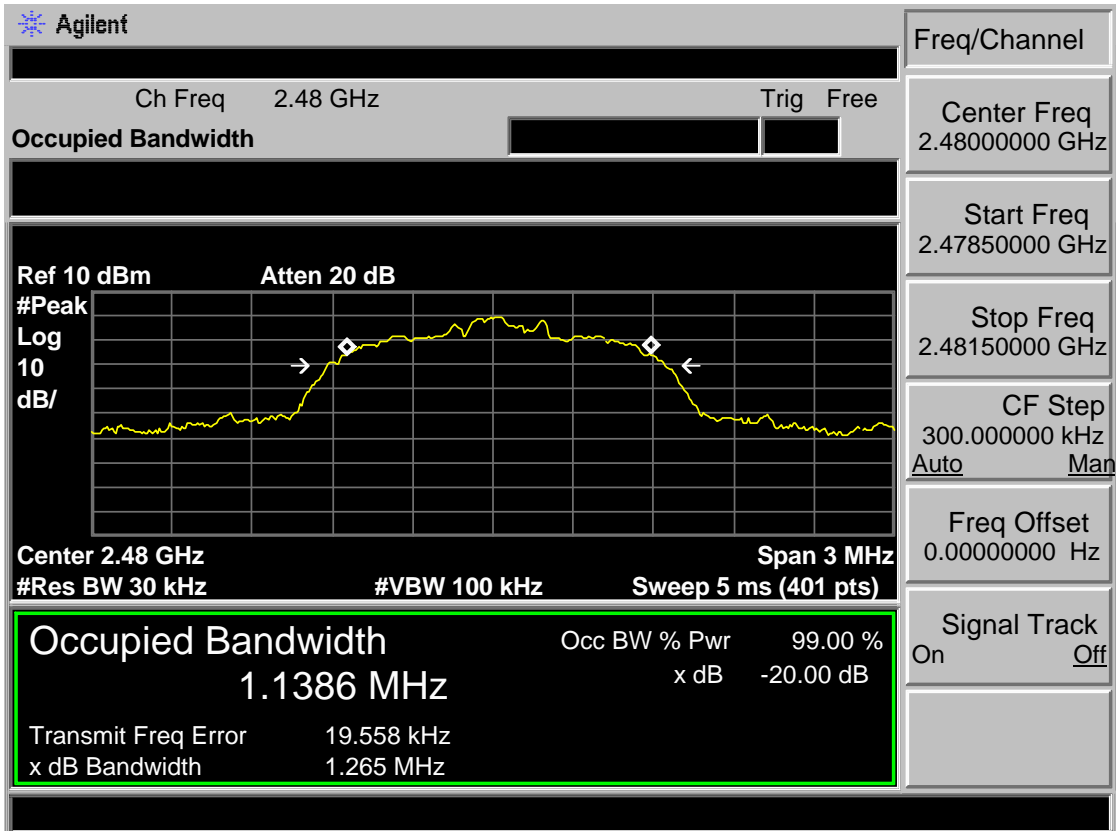 Agilent
Freq/Channel
Ch Freq 2.48 GHz Trig Free
Occupied Bandwidth
Center Freq
2.48000000 GHz
Start Freq
2.47850000 GHz
Stop Freq
2.48150000 GHz
CF Step
300.000000 kHz
Auto Man
Freq Offset
0.00000000 Hz
Signal Track
On Off
Ref 10 dBm Atten 20 dB
#Peak
Log
10
dB/
Center 2.48 GHz Span 3 MHz
#Res BW 30 kHz #VBW 100 kHz Sweep 5 ms (401 pts)
Occupied Bandwidth Occ BW % Pwr 99.00 %
1.1386 MHz x dB -20.00 dB
Transmit Freq Error 19.558 kHz
x dB Bandwidth 1.265 MHz